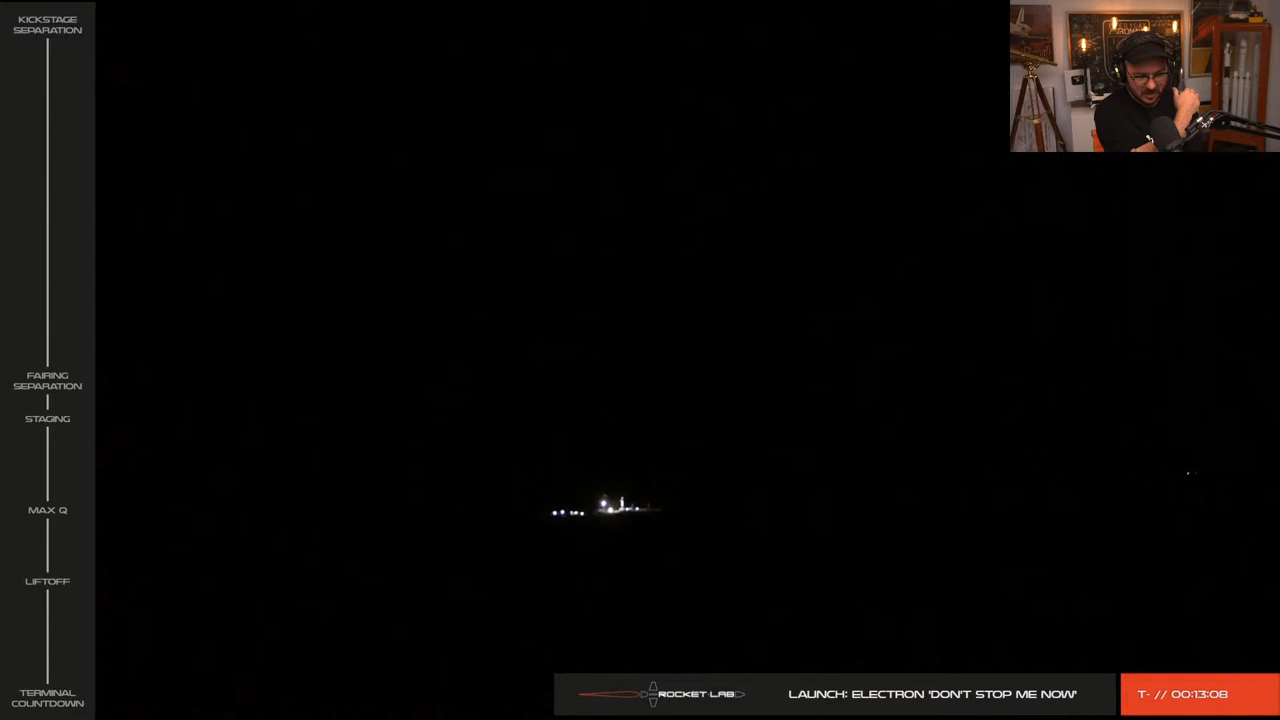 KICKSTAGE
SEPARATION
FAIRING
SEPARATION
STAGING
MAX Q
LIFTOFF
TERMINAL
COUNTDOWN
ROCKET LAB
LAUNCH: ELECTRON 'DON'T STOP ME NOW'
T- // 00:13:08